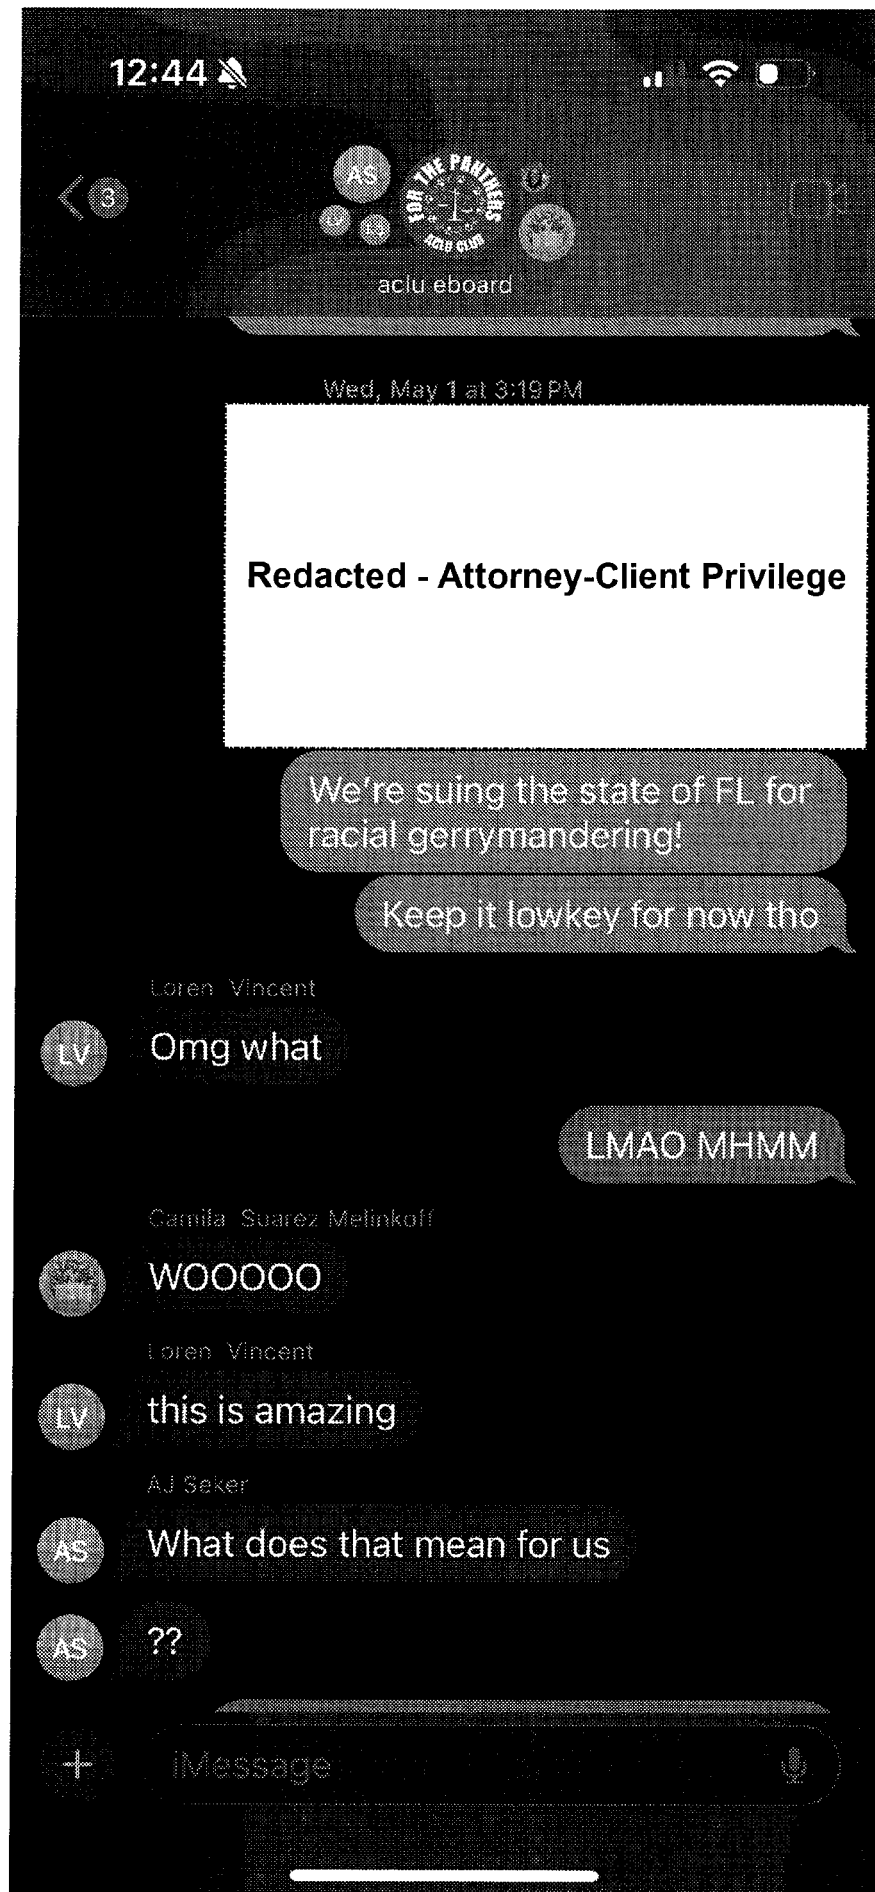 12:44
3
AS
FOR THE PANTHERS
ACLU CLUB
LV
aclu eboard
Wed, May 1 at 3:19 PM
Redacted - Attorney-Client Privilege
We're suing the state of FL for
racial gerrymandering!
Keep it lowkey for now tho
Loren Vincent
LV
Omg what
LMAO MHMM
Camila Suarez Melinkoff
WOOOOO
Loren Vincent
LV
this is amazing
AJ Seker
AS
What does that mean for us
AS
??
+
iMessage